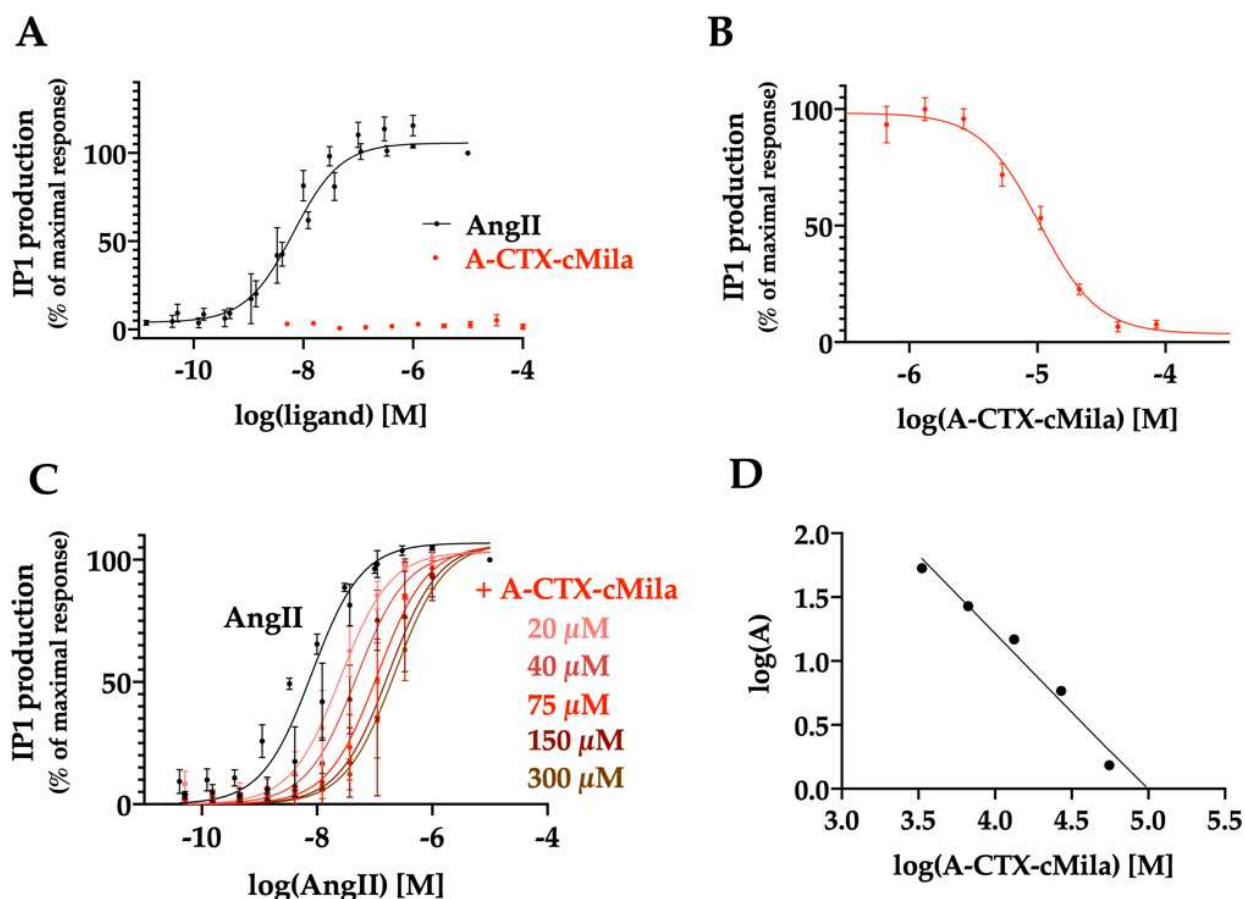 A
IP1 production
(% of maximal response)
100
50
0
-10
-8
-6
-4
log(ligand) [M]
AngII
A-CTX-cMila
B
IP1 production
(% of maximal response)
100
50
0
-6
-5
-4
log(A-CTX-cMila) [M]
C
IP1 production
(% of maximal response)
100
50
0
-10
-8
-6
-4
log(AngII) [M]
AngII
+ A-CTX-cMila
20 µM
40 µM
75 µM
150 µM
300 µM
D
log(A)
2.0
1.5
1.0
0.5
0.0
3.0
3.5
4.0
4.5
5.0
5.5
log(A-CTX-cMila) [M]